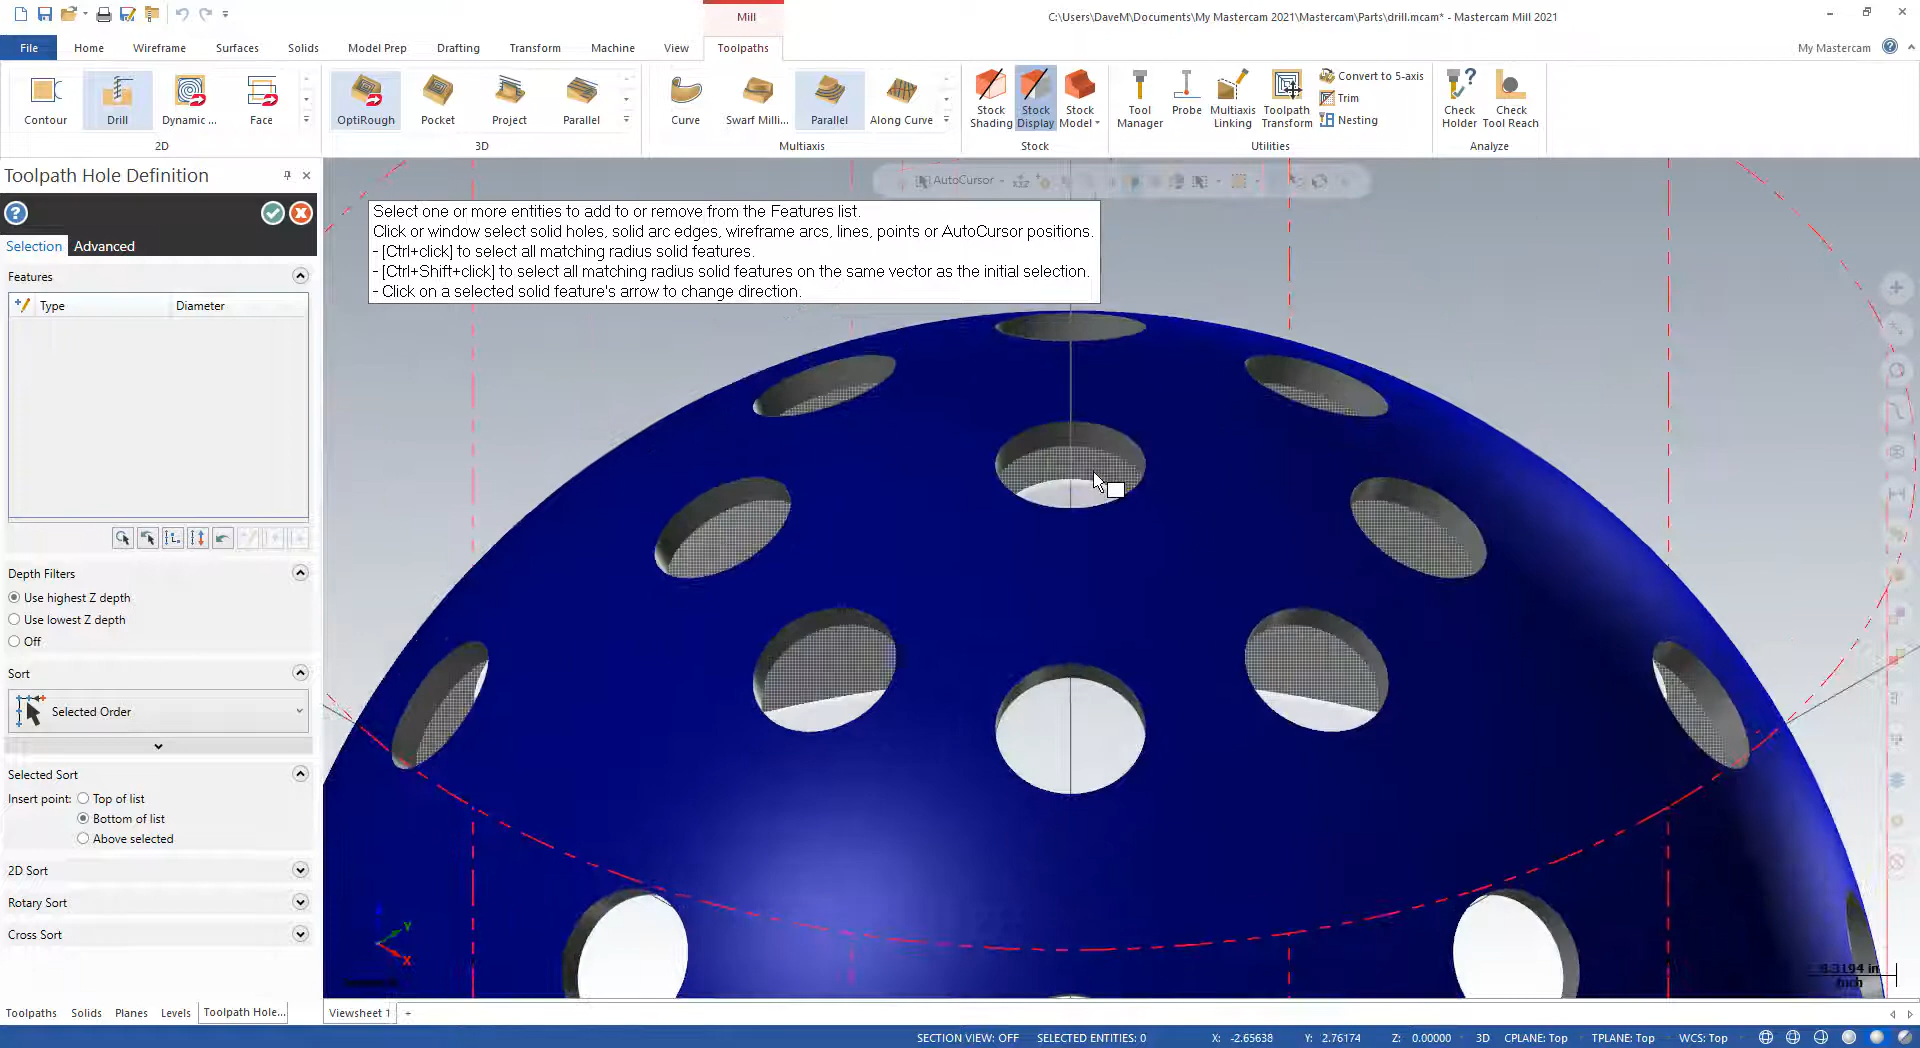 Mill
C:\Users\DaveM\Documents\My Mastercam 2021\Mastercam\Parts\drill.mcam* - Mastercam Mill 2021
File
Home
Wireframe
Surfaces
Solids
Model Prep
Drafting
Transform
Machine
View
Toolpaths
My Mastercam
Contour
Drill
Dynamic ...
Face
2D
OptiRough
Pocket
Project
Parallel
3D
Curve
Swarf Milli...
Parallel
Along Curve
Multiaxis
Stock Shading
Stock Display
Stock Model
Stock
Tool Manager
Probe
Multiaxis Linking
Toolpath Transform
Convert to 5-axis
Trim
Nesting
Utilities
Check Holder
Check Tool Reach
Analyze
Toolpath Hole Definition
Selection
Advanced
Features
Type
Diameter
Depth Filters
Use highest Z depth
Use lowest Z depth
Off
Sort
Selected Order
Selected Sort
Insert point:
Top of list
Bottom of list
Above selected
2D Sort
Rotary Sort
Cross Sort
AutoCursor
Select one or more entities to add to or remove from the Features list.
Click or window select solid holes, solid arc edges, wireframe arcs, lines, points or AutoCursor positions.
- [Ctrl+click] to select all matching radius solid features.
- [Ctrl+Shift+click] to select all matching radius solid features on the same vector as the initial selection.
- Click on a selected solid feature's arrow to change direction.
Y
X
Inch
Toolpaths
Solids
Planes
Levels
Toolpath Hole...
Viewsheet 1
+
SECTION VIEW: OFF
SELECTED ENTITIES: 0
X: -2.65638
Y: 2.76174
Z: 0.00000
3D
CPLANE: Top
TPLANE: Top
WCS: Top